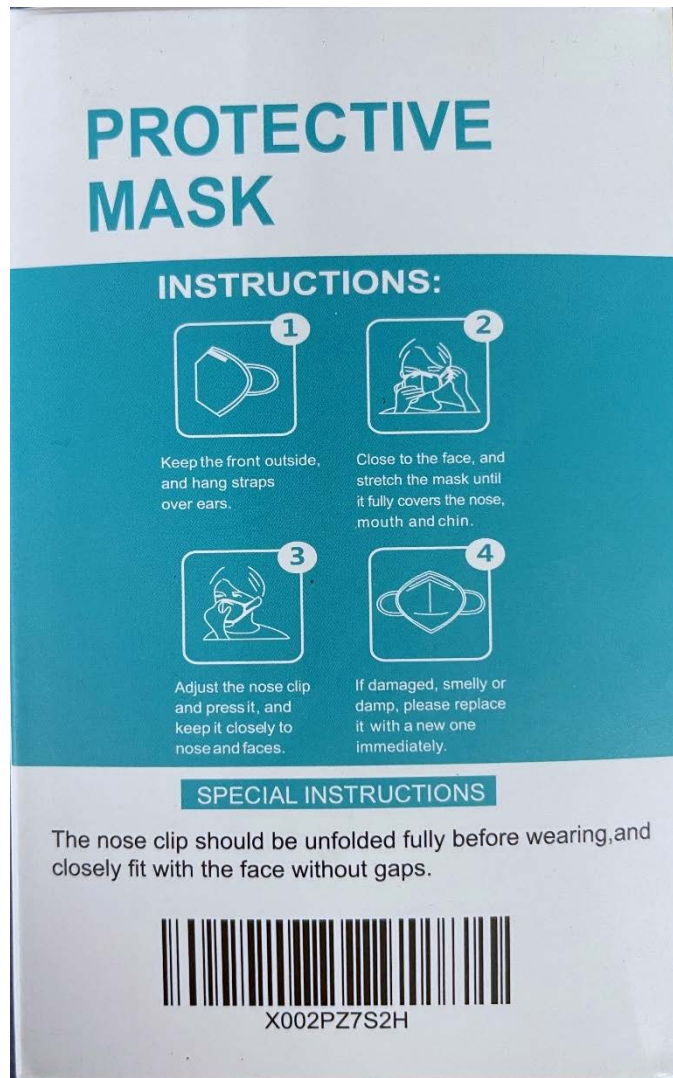 PROTECTIVE
MASK
INSTRUCTIONS:
1
Keep the front outside,
and hang straps
over ears.
2
Close to the face, and
stretch the mask until
it fully covers the nose,
mouth and chin.
3
Adjust the nose clip
and press it, and
keep it closely to
nose and faces.
4
If damaged, smelly or
damp, please replace
it with a new one
immediately.
SPECIAL INSTRUCTIONS
The nose clip should be unfolded fully before wearing,and
closely fit with the face without gaps.
X002PZ7S2H